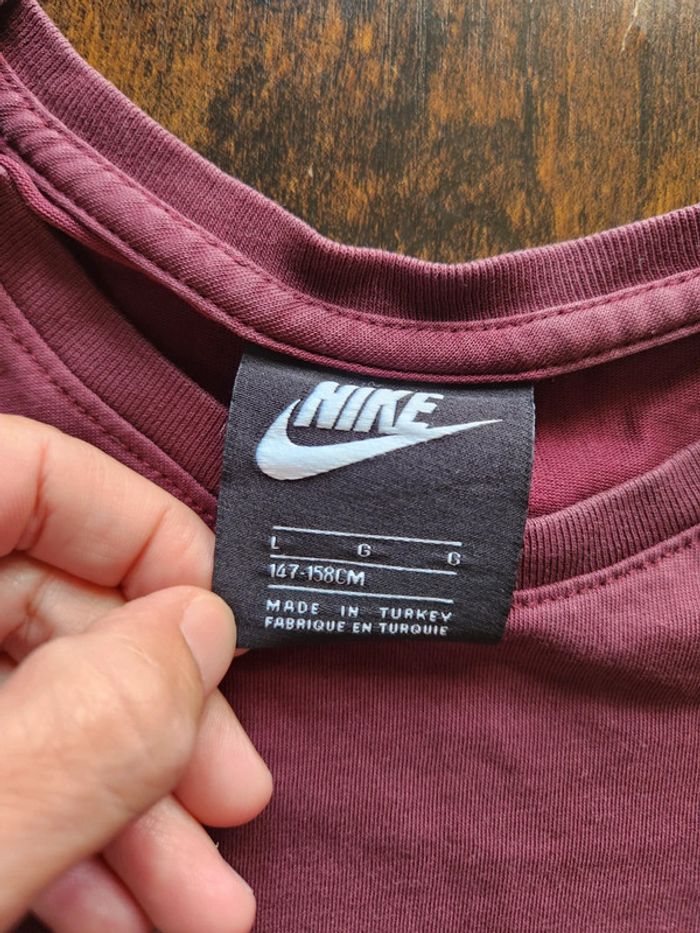 NIKE
L G G
147-158CM
MADE IN TURKEY
FABRIQUE EN TURQUIE